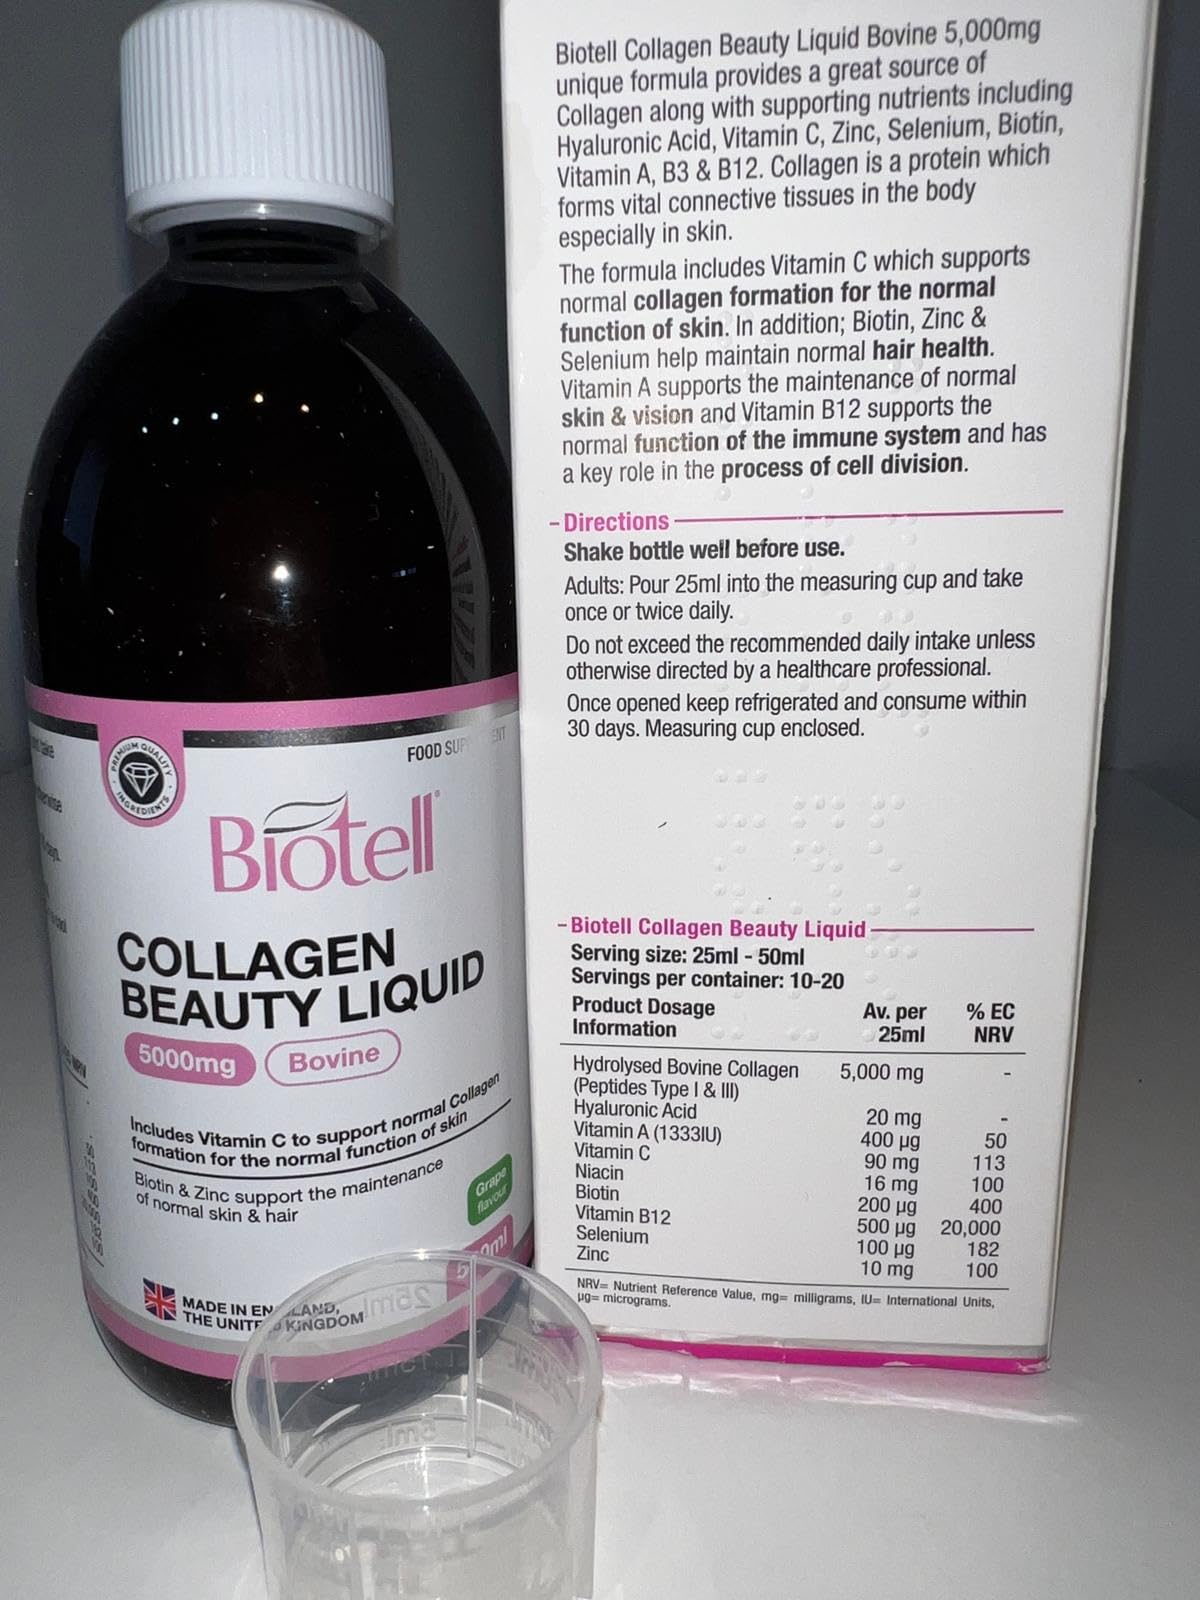 Biotell Collagen Beauty Liquid Bovine 5,000mg
unique formula provides a great source of
Collagen along with supporting nutrients including
Hyaluronic Acid, Vitamin C, Zinc, Selenium, Biotin,
Vitamin A, B3 & B12. Collagen is a protein which
forms vital connective tissues in the body
especially in skin.
The formula includes Vitamin C which supports
normal collagen formation for the normal
function of skin. In addition; Biotin, Zinc &
Selenium help maintain normal hair health.
Vitamin A supports the maintenance of normal
skin & vision and Vitamin B12 supports the
normal function of the immune system and has
a key role in the process of cell division.
- Directions
Shake bottle well before use.
Adults: Pour 25ml into the measuring cup and take
once or twice daily.
Do not exceed the recommended daily intake unless
otherwise directed by a healthcare professional.
Once opened keep refrigerated and consume within
30 days. Measuring cup enclosed.
- Biotell Collagen Beauty Liquid
Serving size: 25ml - 50ml
Servings per container: 10-20
Product Dosage Av. per % EC
Information 25ml NRV
Hydrolysed Bovine Collagen 5,000 mg -
(Peptides Type I & III)
Hyaluronic Acid 20 mg -
Vitamin A (1333IU) 400 µg 50
Vitamin C 90 mg 113
Niacin 16 mg 100
Biotin 200 µg 400
Vitamin B12 500 µg 20,000
Selenium 100 µg 182
Zinc 10 mg 100
NRV= Nutrient Reference Value, mg= milligrams, IU= International Units,
µg= micrograms.
PREMIUM QUALITY
INGREDIENTS
FOOD
Biotell
COLLAGEN
BEAUTY LIQUID
5000mg Bovine
Includes Vitamin C to support normal Collagen
formation for the normal function of skin
Biotin & Zinc support the maintenance
of normal skin & hair
Grape
flavour
MADE IN ENGLAND,
THE UNITED KINGDOM
25ml
15ml
5ml